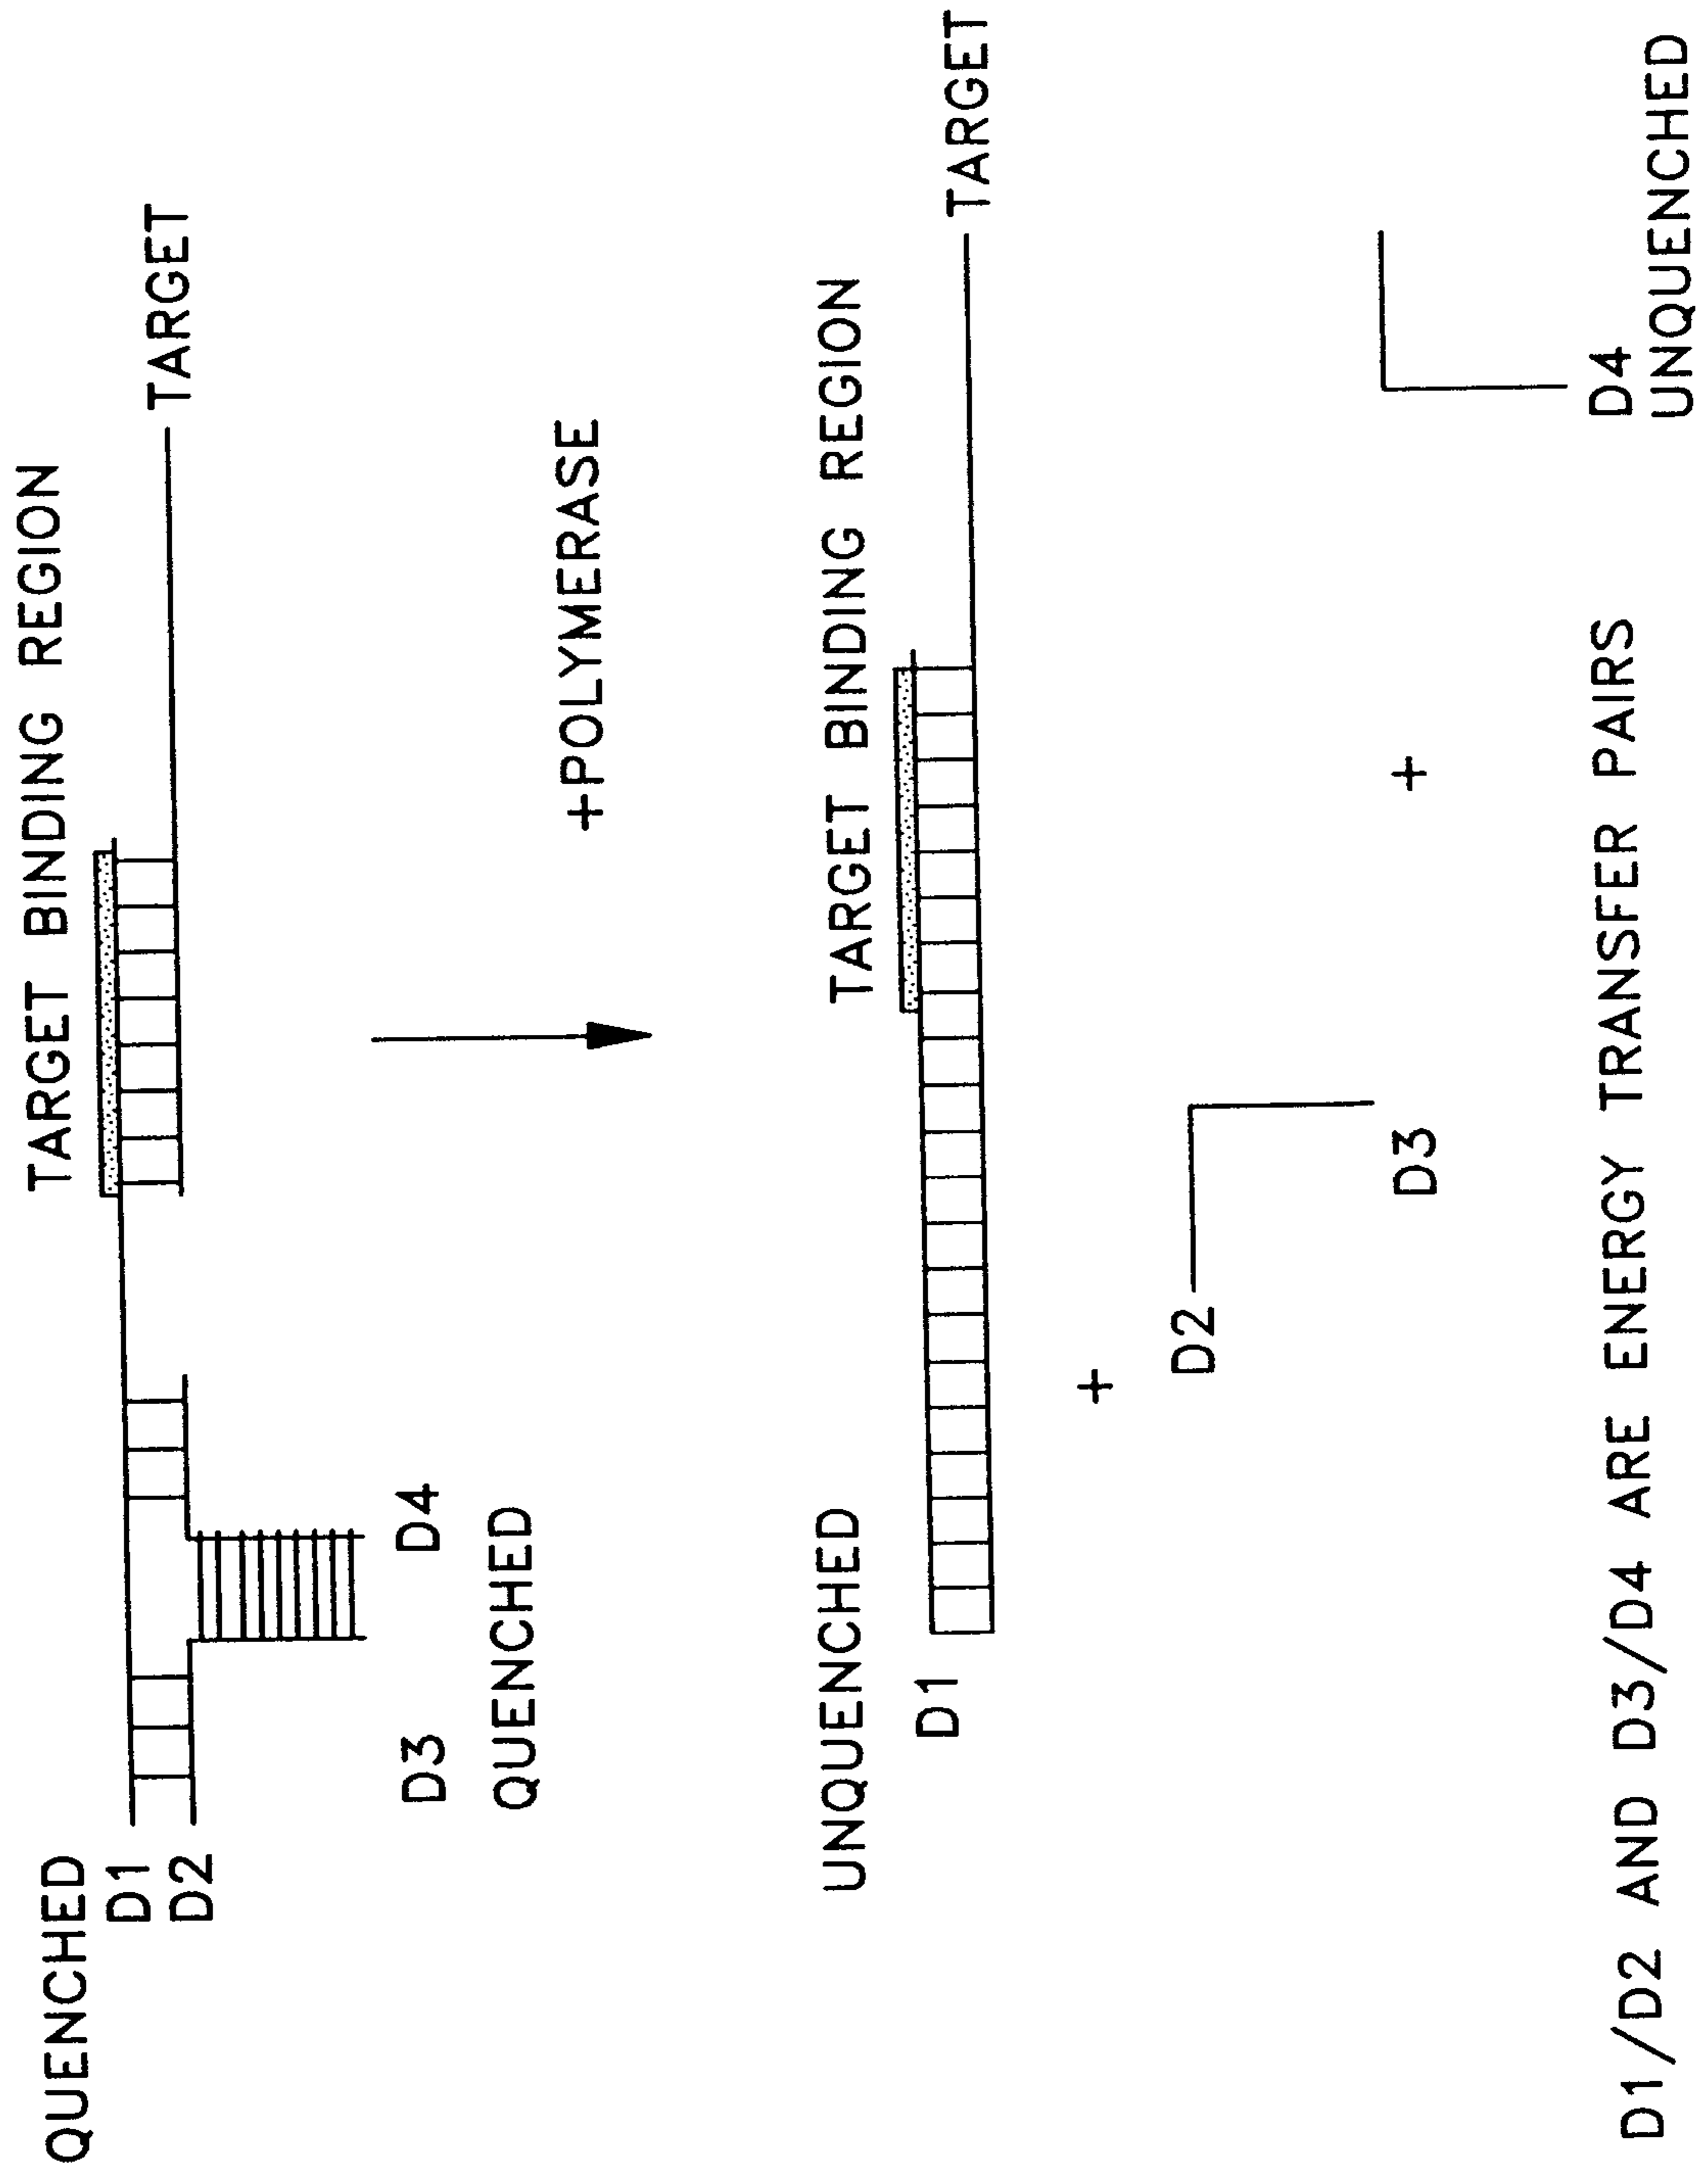 QUENCHED
TARGET BINDING REGION
D1
D2
TARGET
D3
D4
QUENCHED
+POLYMERASE
UNQUENCHED
TARGET BINDING REGION
D1
TARGET
+
D2
D3
+
D4
UNQUENCHED
D1/D2 AND D3/D4 ARE ENERGY TRANSFER PAIRS